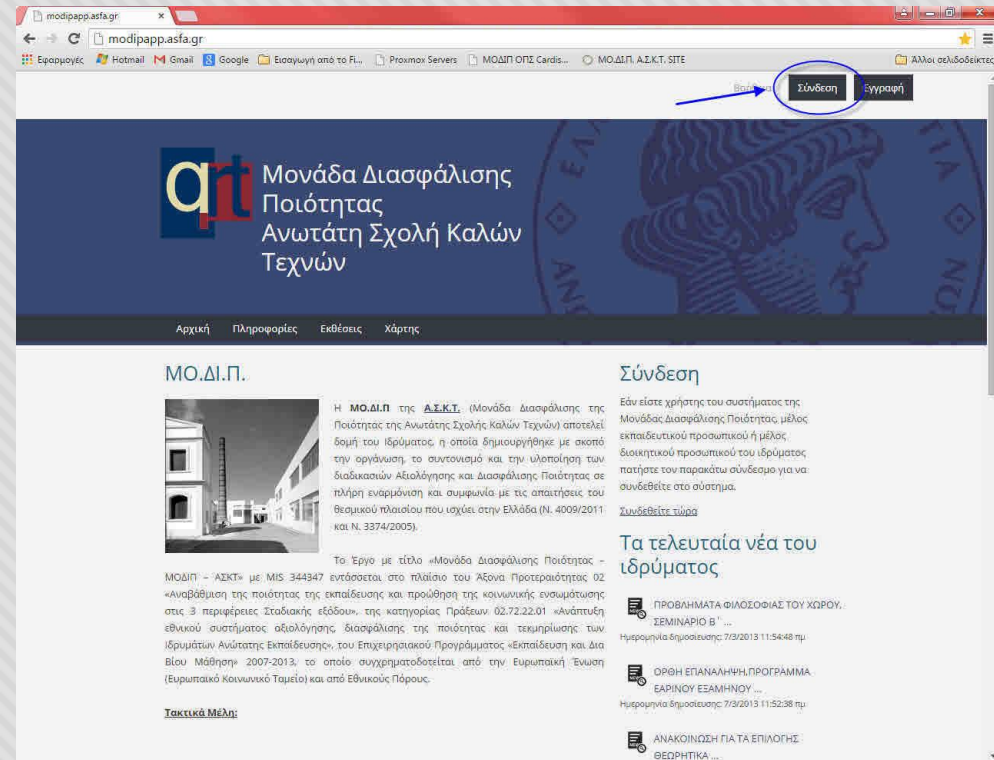 modipapp.asfa.gr
modipapp.asfa.gr
Εφαρμογές Hotmail Gmail Google Εισαγωγή από το Fi... Proxmox Servers ΜΟΔΙΠ ΟΠΣ Cardis... ΜΟ.ΔΙ.Π. Α.Σ.Κ.Τ. SITE Άλλοι σελιδοδείκτες
Σύνδεση Εγγραφή
Μονάδα Διασφάλισης
Ποιότητας
Ανωτάτη Σχολή Καλών
Τεχνών
Αρχική Πληροφορίες Εκθέσεις Χάρτης
ΜΟ.ΔΙ.Π.
Η ΜΟ.ΔΙ.Π της Α.Σ.Κ.Τ. (Μονάδα Διασφάλισης της
Ποιότητας της Ανωτάτης Σχολής Καλών Τεχνών) αποτελεί
δομή του Ιδρύματος, η οποία δημιουργήθηκε με σκοπό
την οργάνωση, το συντονισμό και την υλοποίηση των
διαδικασιών Αξιολόγησης και Διασφάλισης Ποιότητας σε
πλήρη εναρμόνιση και συμφωνία με τις απαιτήσεις του
θεσμικού πλαισίου που ισχύει στην Ελλάδα (Ν. 4009/2011
και Ν. 3374/2005).
Το Έργο με τίτλο «Μονάδα Διασφάλισης Ποιότητας –
ΜΟΔΙΠ – ΑΣΚΤ» με MIS 344347 εντάσσεται στο πλαίσιο του Άξονα Προτεραιότητας 02
«Αναβάθμιση της ποιότητας της εκπαίδευσης και προώθηση της κοινωνικής ενσωμάτωσης
στις 3 περιφέρειες Σταδιακής εξόδου», της κατηγορίας Πράξεων 02.72.22.01 «Ανάπτυξη
εθνικού συστήματος αξιολόγησης, διασφάλισης της ποιότητας και τεκμηρίωσης των
Ιδρυμάτων Ανώτατης Εκπαίδευσης», του Επιχειρησιακού Προγράμματος «Εκπαίδευση και Δια
Βίου Μάθηση» 2007-2013, το οποίο συγχρηματοδοτείται από την Ευρωπαϊκή Ένωση
(Ευρωπαϊκό Κοινωνικό Ταμείο) και από Εθνικούς Πόρους.
Τακτικά Μέλη:
Σύνδεση
Εάν είστε χρήστης του συστήματος της
Μονάδας Διασφάλισης Ποιότητας, μέλος
εκπαιδευτικού προσωπικού ή μέλος
διοικητικού προσωπικού του ιδρύματος
πατήστε τον παρακάτω σύνδεσμο για να
συνδεθείτε στο σύστημα.
Συνδεθείτε τώρα
Τα τελευταία νέα του
ιδρύματος
ΠΡΟΒΛΗΜΑΤΑ ΦΙΛΟΣΟΦΙΑΣ ΤΟΥ ΧΩΡΟΥ,
ΣΕΜΙΝΑΡΙΟ Β΄ ...
Ημερομηνία δημοσίευσης: 7/3/2013 11:54:48 πμ
ΟΡΘΗ ΕΠΑΝΑΛΗΨΗ,ΠΡΟΓΡΑΜΜΑ
ΕΑΡΙΝΟΥ ΕΞΑΜΗΝΟΥ ...
Ημερομηνία δημοσίευσης: 7/3/2013 11:52:38 πμ
ΑΝΑΚΟΙΝΩΣΗ ΓΙΑ ΤΑ ΕΠΙΛΟΓΗΣ
ΘΕΩΡΗΤΙΚΑ ...